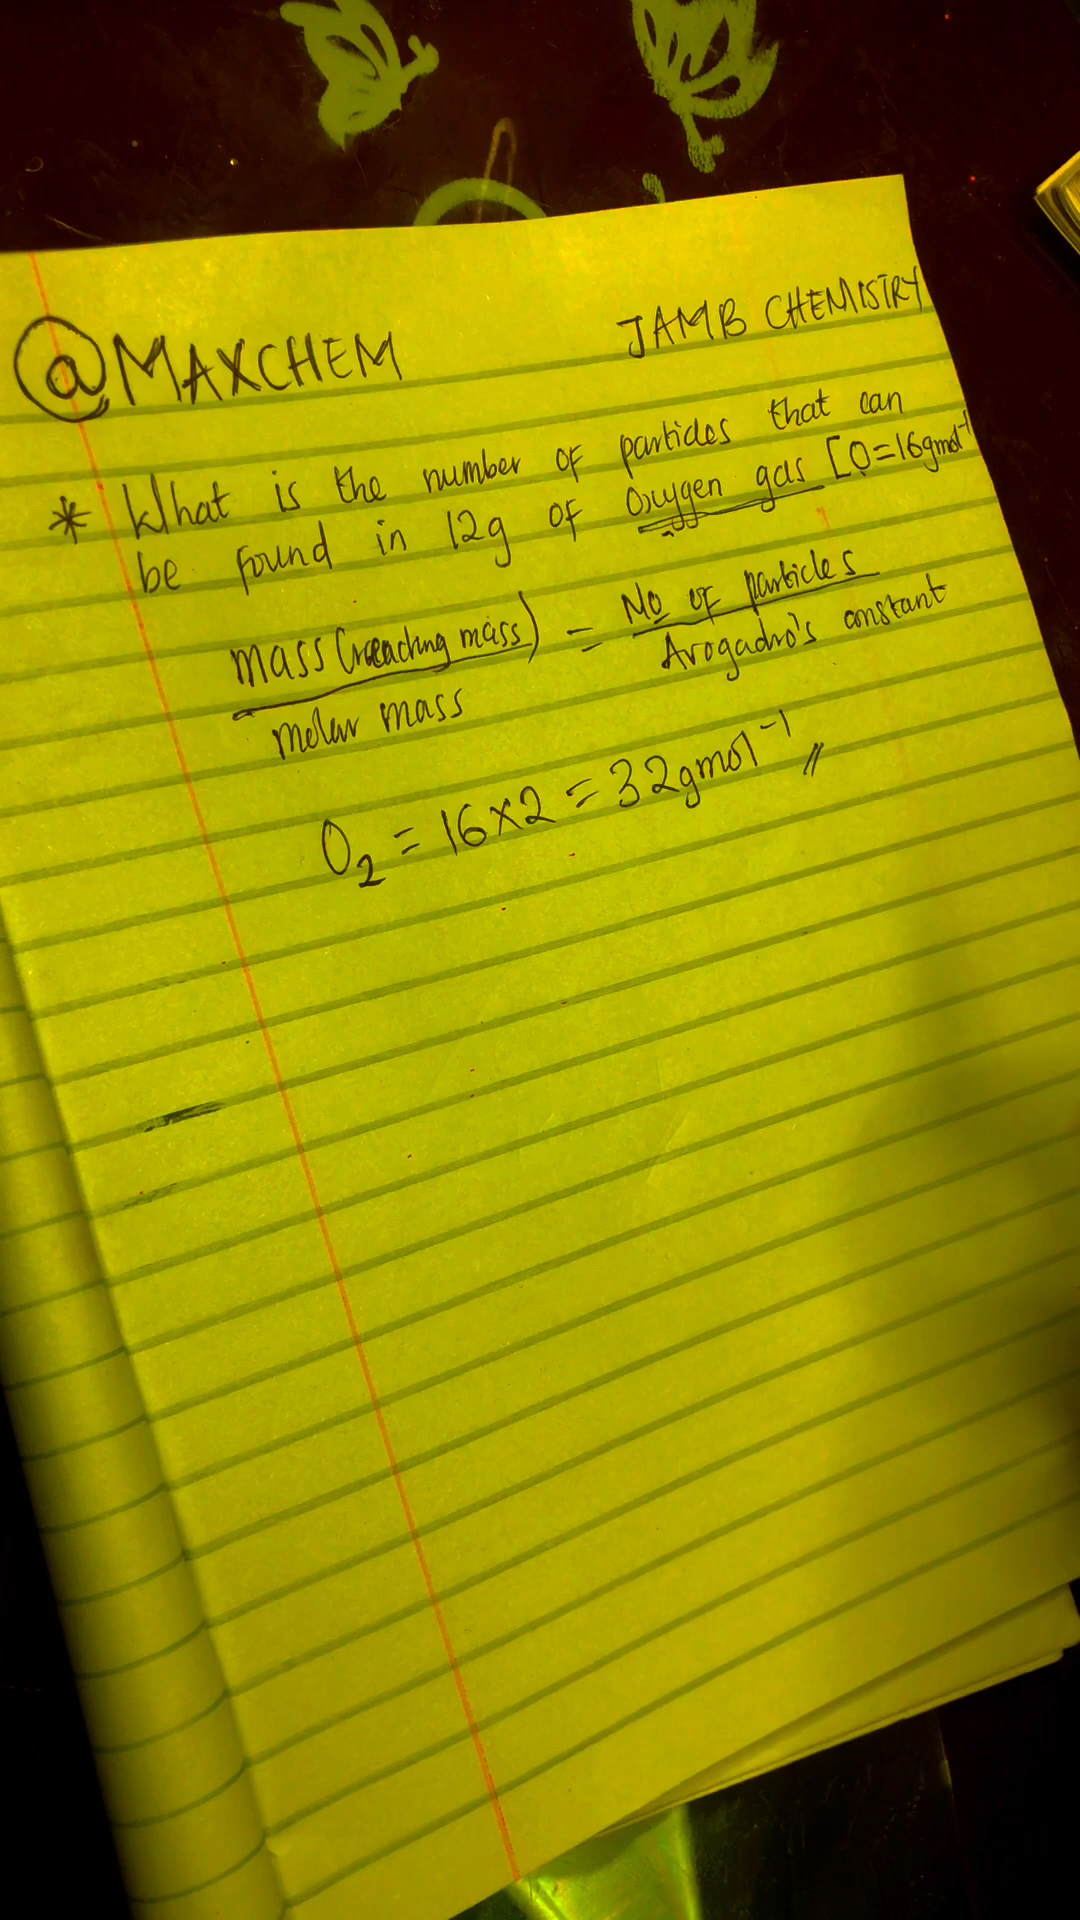 @MAXCHEM
JAMB CHEMISTRY
* What is the number of particles that can
be found in 12g of Oxygen gas [O=16gmol⁻¹
mass (reacting mass) = No of particles
molar mass Avogadro's constant
O₂ = 16×2 = 32gmol⁻¹ //